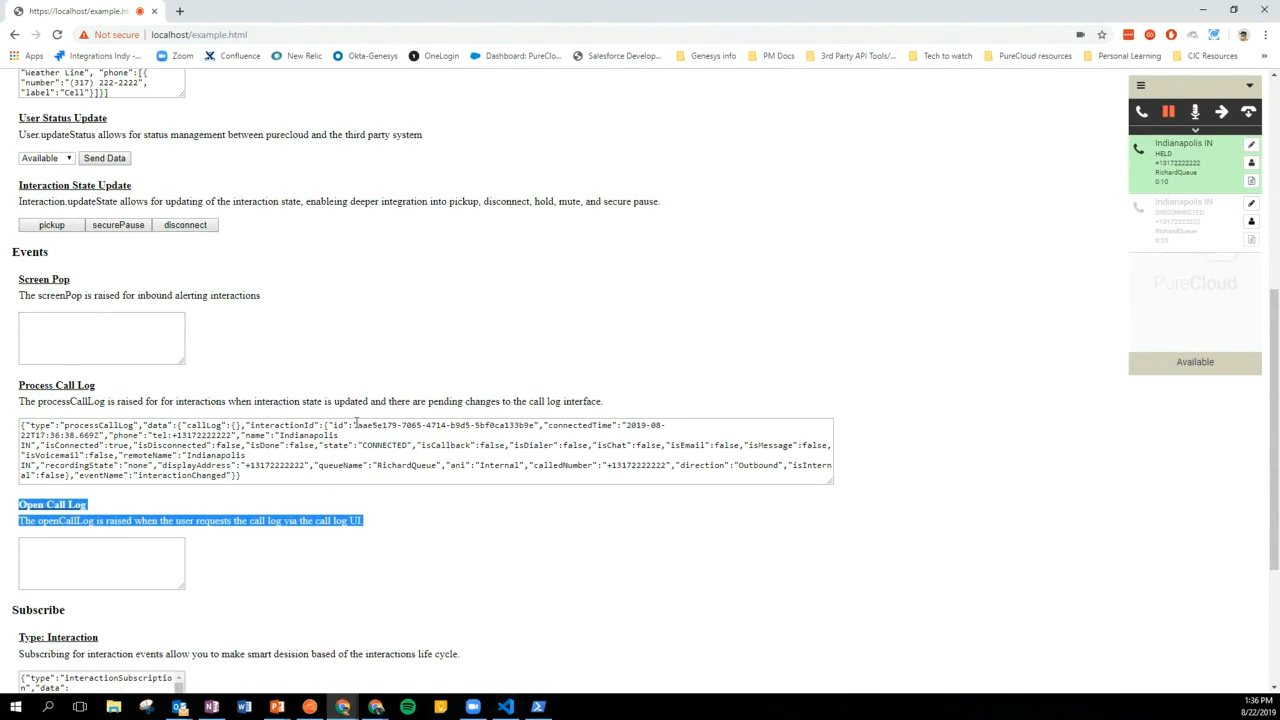 https://localhost/example.h
Not secure
localhost/example.html
Apps
Integrations Indy -...
Zoom
Confluence
New Relic
Okta-Genesys
OneLogin
Dashboard: PureClo...
Salesforce Develop...
Genesys info
PM Docs
3rd Party API Tools/...
Tech to watch
PureCloud resources
Personal Learning
CIC Resources
"Weather Line", "phone":[{
"number":"(317) 222-2222",
"label":"Cell"}]}]
User Status Update
User.updateStatus allows for status management between purecloud and the third party system
Available
Send Data
Interaction State Update
Interaction.updateState allows for updating of the interaction state, enableing deeper integration into pickup, disconnect, hold, mute, and secure pause.
pickup
securePause
disconnect
Events
Screen Pop
The screenPop is raised for inbound alerting interactions
Process Call Log
The processCallLog is raised for for interactions when interaction state is updated and there are pending changes to the call log interface.
{"type":"processCallLog","data":{"callLog":{},"interactionId":{"id":"aae5e179-7065-4714-b9d5-5bf0ca133b9e","connectedTime":"2019-08-
22T17:36:38.669Z","phone":"tel:+13172222222","name":"Indianapolis
IN","isConnected":true,"isDisconnected":false,"isDone":false,"state":"CONNECTED","isCallback":false,"isDialer":false,"isChat":false,"isEmail":false,"isMessage":false,
"isVoicemail":false,"remoteName":"Indianapolis
IN","recordingState":"none","displayAddress":"+13172222222","queueName":"RichardQueue","ani":"Internal","calledNumber":"+13172222222","direction":"Outbound","isIntern
al":false},"eventName":"interactionChanged"}}
Open Call Log
The openCallLog is raised when the user requests the call log via the call log UI.
Subscribe
Type: Interaction
Subscribing for interaction events allow you to make smart desision based of the interactions life cycle.
{"type":"interactionSubscriptio
n","data":
Indianapolis IN
HELD
+13172222222
RichardQueue
0:10
Indianapolis IN
DISCONNECTED
+13172222222
RichardQueue
PureCloud
Available
1:36 PM
8/22/2019